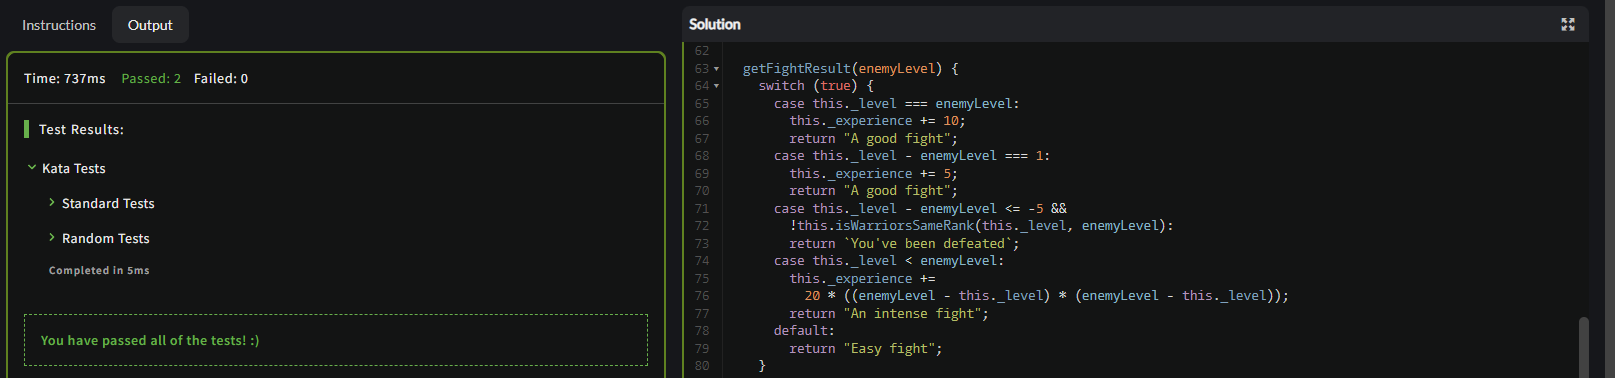 Instructions
Output
Time: 737ms Passed: 2 Failed: 0
Test Results:
Kata Tests
Standard Tests
Random Tests
Completed in 5ms
You have passed all of the tests! :)
Solution
62
63 getFightResult(enemyLevel) {
64 switch (true) {
65 case this._level === enemyLevel:
66 this._experience += 10;
67 return "A good fight";
68 case this._level - enemyLevel === 1:
69 this._experience += 5;
70 return "A good fight";
71 case this._level - enemyLevel <= -5 &&
72 !this.isWarriorsSameRank(this._level, enemyLevel):
73 return `You've been defeated`;
74 case this._level < enemyLevel:
75 this._experience +=
76 20 * ((enemyLevel - this._level) * (enemyLevel - this._level));
77 return "An intense fight";
78 default:
79 return "Easy fight";
80 }